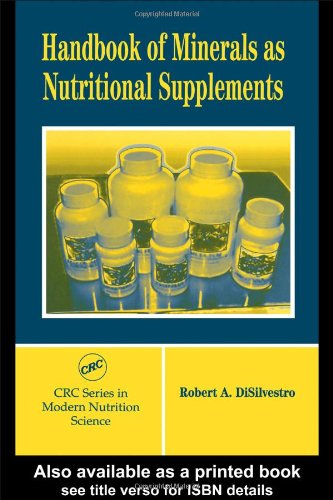 Handbook of Minerals as
Nutritional Supplements
CRC
CRC Series in
Modern Nutrition
Science
Robert A. DiSilvestro
Also available as a printed book
see title verso for ISBN details